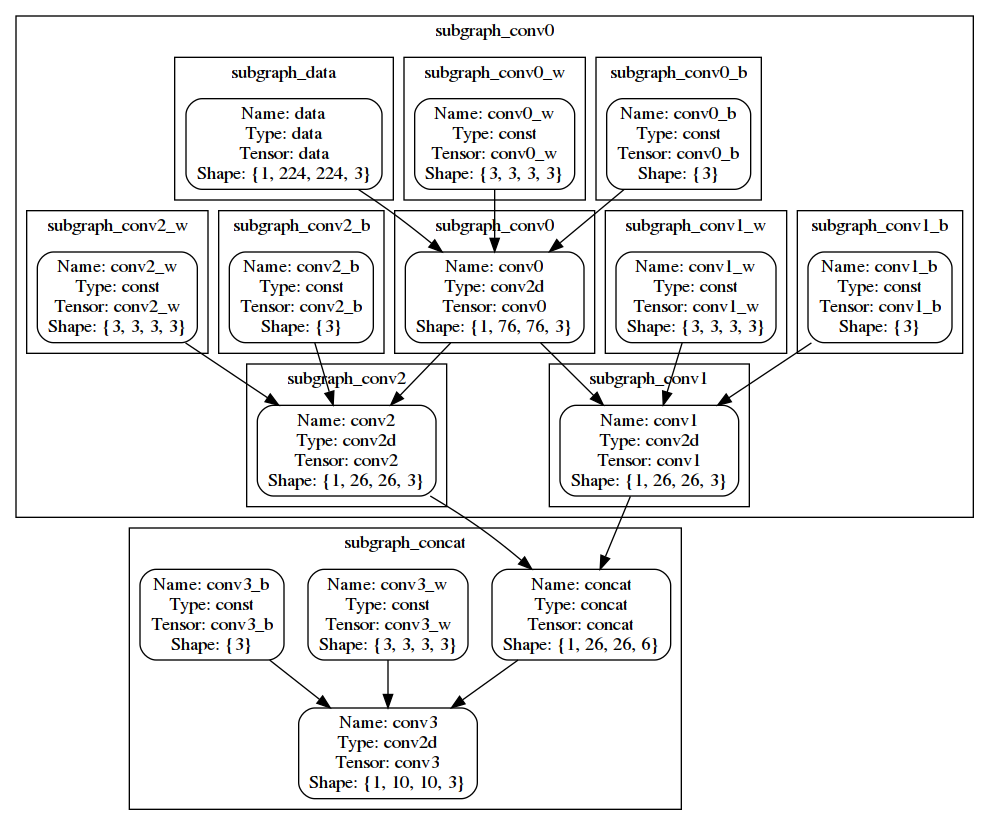 subgraph_conv0
subgraph_data
Name: data
Type: data
Tensor: data
Shape: {1, 224, 224, 3}
subgraph_conv0_w
Name: conv0_w
Type: const
Tensor: conv0_w
Shape: {3, 3, 3, 3}
subgraph_conv0_b
Name: conv0_b
Type: const
Tensor: conv0_b
Shape: {3}
subgraph_conv2_w
Name: conv2_w
Type: const
Tensor: conv2_w
Shape: {3, 3, 3, 3}
subgraph_conv2_b
Name: conv2_b
Type: const
Tensor: conv2_b
Shape: {3}
subgraph_conv0
Name: conv0
Type: conv2d
Tensor: conv0
Shape: {1, 76, 76, 3}
subgraph_conv1_w
Name: conv1_w
Type: const
Tensor: conv1_w
Shape: {3, 3, 3, 3}
subgraph_conv1_b
Name: conv1_b
Type: const
Tensor: conv1_b
Shape: {3}
subgraph_conv2
Name: conv2
Type: conv2d
Tensor: conv2
Shape: {1, 26, 26, 3}
subgraph_conv1
Name: conv1
Type: conv2d
Tensor: conv1
Shape: {1, 26, 26, 3}
subgraph_concat
Name: conv3_b
Type: const
Tensor: conv3_b
Shape: {3}
Name: conv3_w
Type: const
Tensor: conv3_w
Shape: {3, 3, 3, 3}
Name: concat
Type: concat
Tensor: concat
Shape: {1, 26, 26, 6}
Name: conv3
Type: conv2d
Tensor: conv3
Shape: {1, 10, 10, 3}